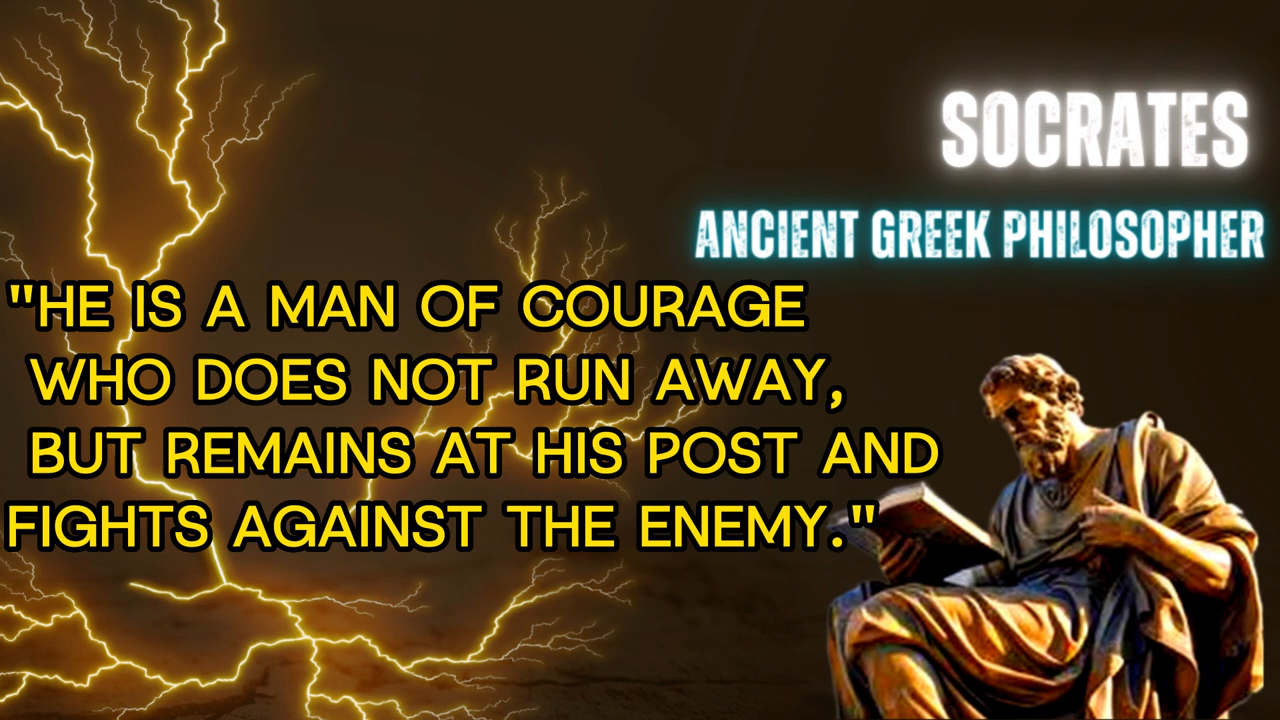 SOCRATES
ANCIENT GREEK PHILOSOPHER
"HE IS A MAN OF COURAGE
WHO DOES NOT RUN AWAY,
BUT REMAINS AT HIS POST AND
FIGHTS AGAINST THE ENEMY."